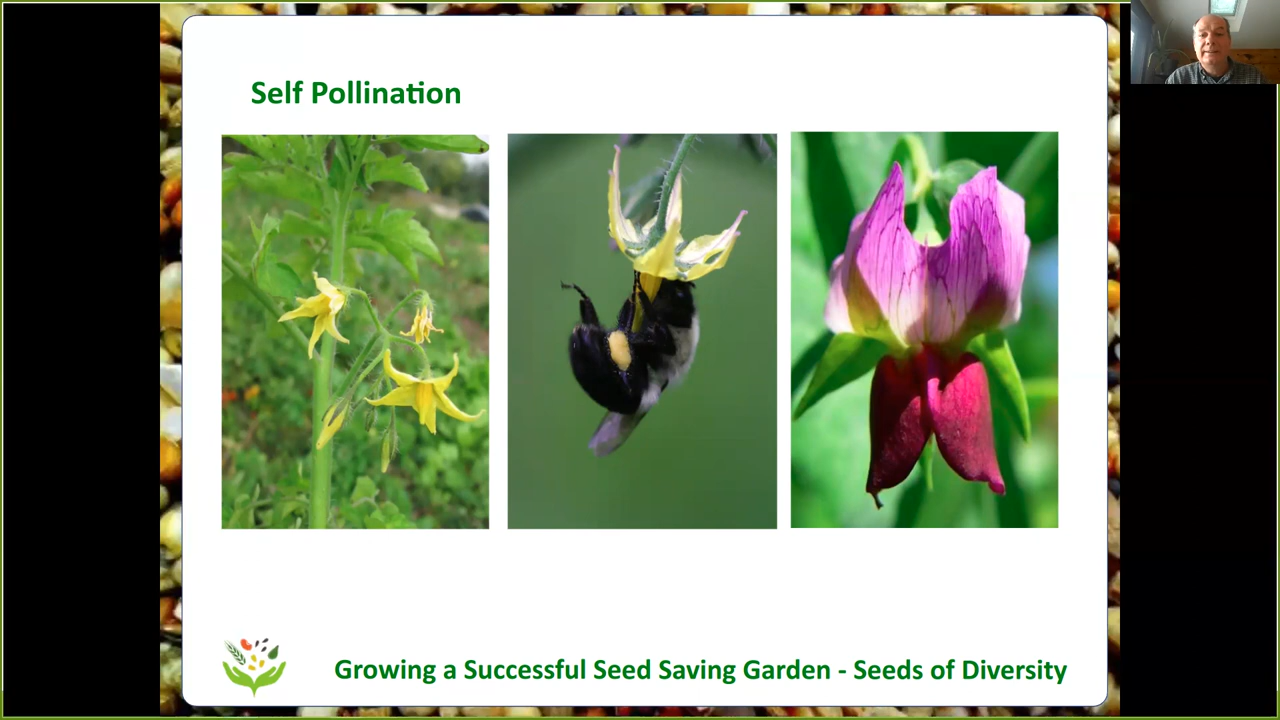 Self Pollination
Growing a Successful Seed Saving Garden - Seeds of Diversity